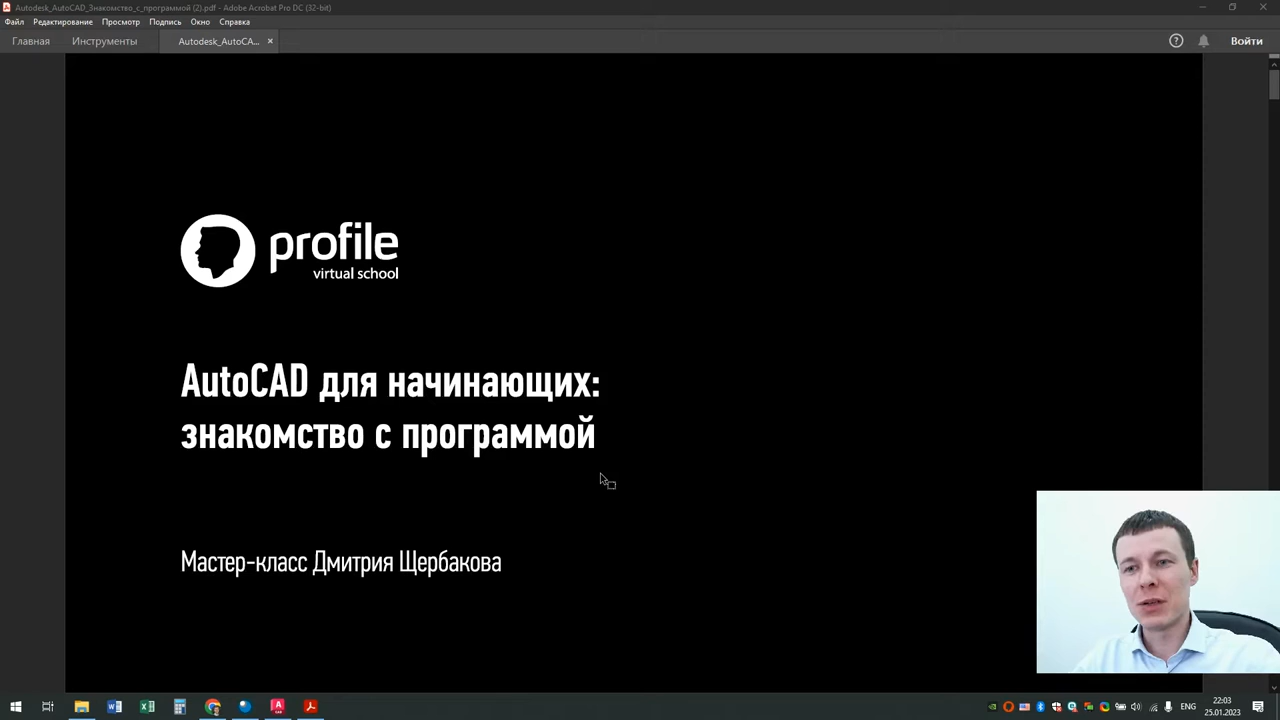 Autodesk_AutoCAD_Знакомство_с_программой (2).pdf - Adobe Acrobat Pro DC (32-bit)
Файл Редактирование Просмотр Подпись Окно Справка
Главная Инструменты Autodesk_AutoCA... × Войти
profile
virtual school
AutoCAD для начинающих:
знакомство с программой
Мастер-класс Дмитрия Щербакова
ENG 22:03
25.01.2023